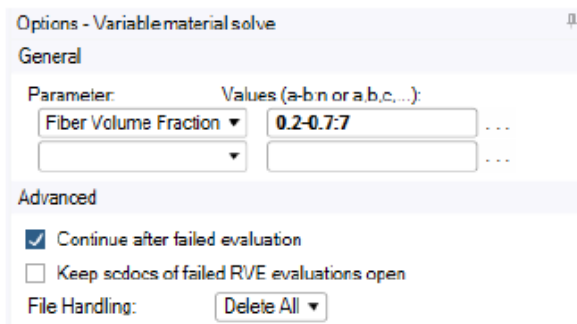 Options - Variable material solve
General
Parameter: Values (a-b:n or a,b,c,...):
Fiber Volume Fraction 0.2-0.7:7 ...
...
Advanced
Continue after failed evaluation
Keep scdocs of failed RVE evaluations open
File Handling: Delete All